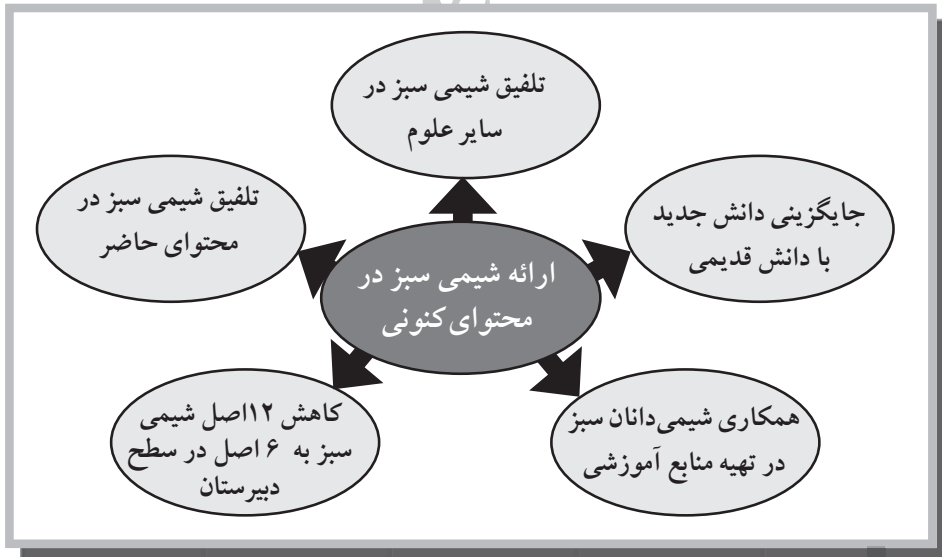 تلفیق شیمی سبز در
سایر علوم
جایگزینی دانش جدید
با دانش قدیمی
تلفیق شیمی سبز در
محتوای حاضر
ارائه شیمی سبز در
محتوای کنونی
همکاری شیمی‌دانان سبز
در تهیه منابع آموزشی
کاهش ۱۲اصل شیمی
سبز به ۶ اصل در سطح
دبیرستان